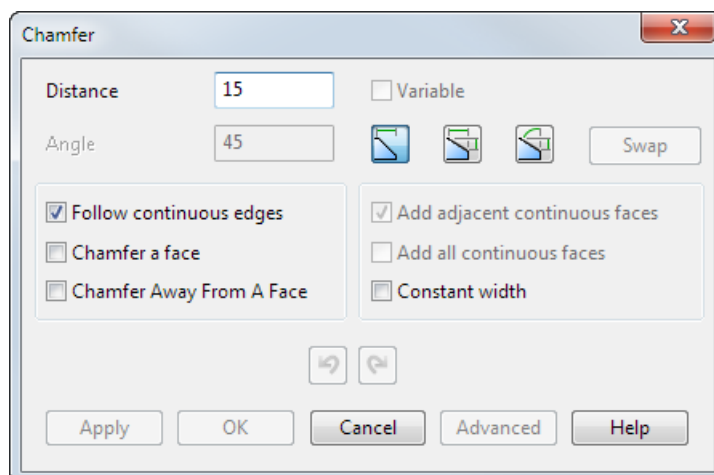 Chamfer
Distance 15 Variable
Angle 45 Swap
Follow continuous edges
Chamfer a face
Chamfer Away From A Face
Add adjacent continuous faces
Add all continuous faces
Constant width
Apply OK Cancel Advanced Help